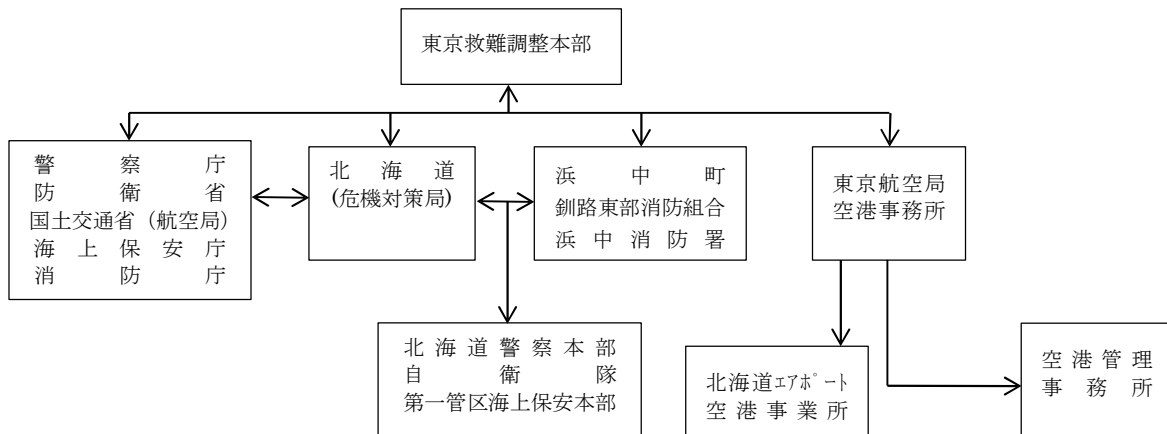 東京救難調整本部
警察庁
防衛省
国土交通省（航空局）
海上保安庁
消防庁
北海道
(危機対策局)
浜中町
釧路東部消防組合
浜中消防署
東京航空局
空港事務所
北海道警察本部
自衛隊
第一管区海上保安本部
北海道ｴｱﾎﾟｰﾄ
空港事業所
空港管理
事務所